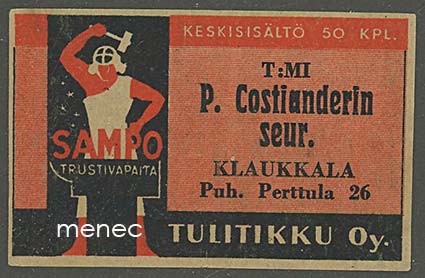 KESKISISÄLTÖ 50 KPL.
T:MI
P. Costianderin
seur.
KLAUKKALA
Puh. Perttula 26
SAMPO
TRUSTIVAPAITA
TULITIKKU Oy.
menec